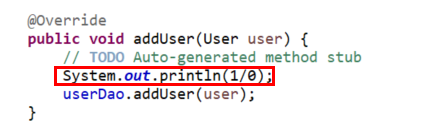 @Override
public void addUser(User user) {
// TODO Auto-generated method stub
System.out.println(1/0);
userDao.addUser(user);
}